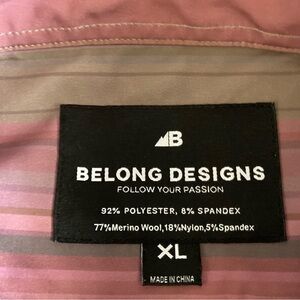 B
BELONG DESIGNS
FOLLOW YOUR PASSION
92% POLYESTER, 8% SPANDEX
77%Merino Wool,18%Nylon,5%Spandex
XL
MADE IN CHINA